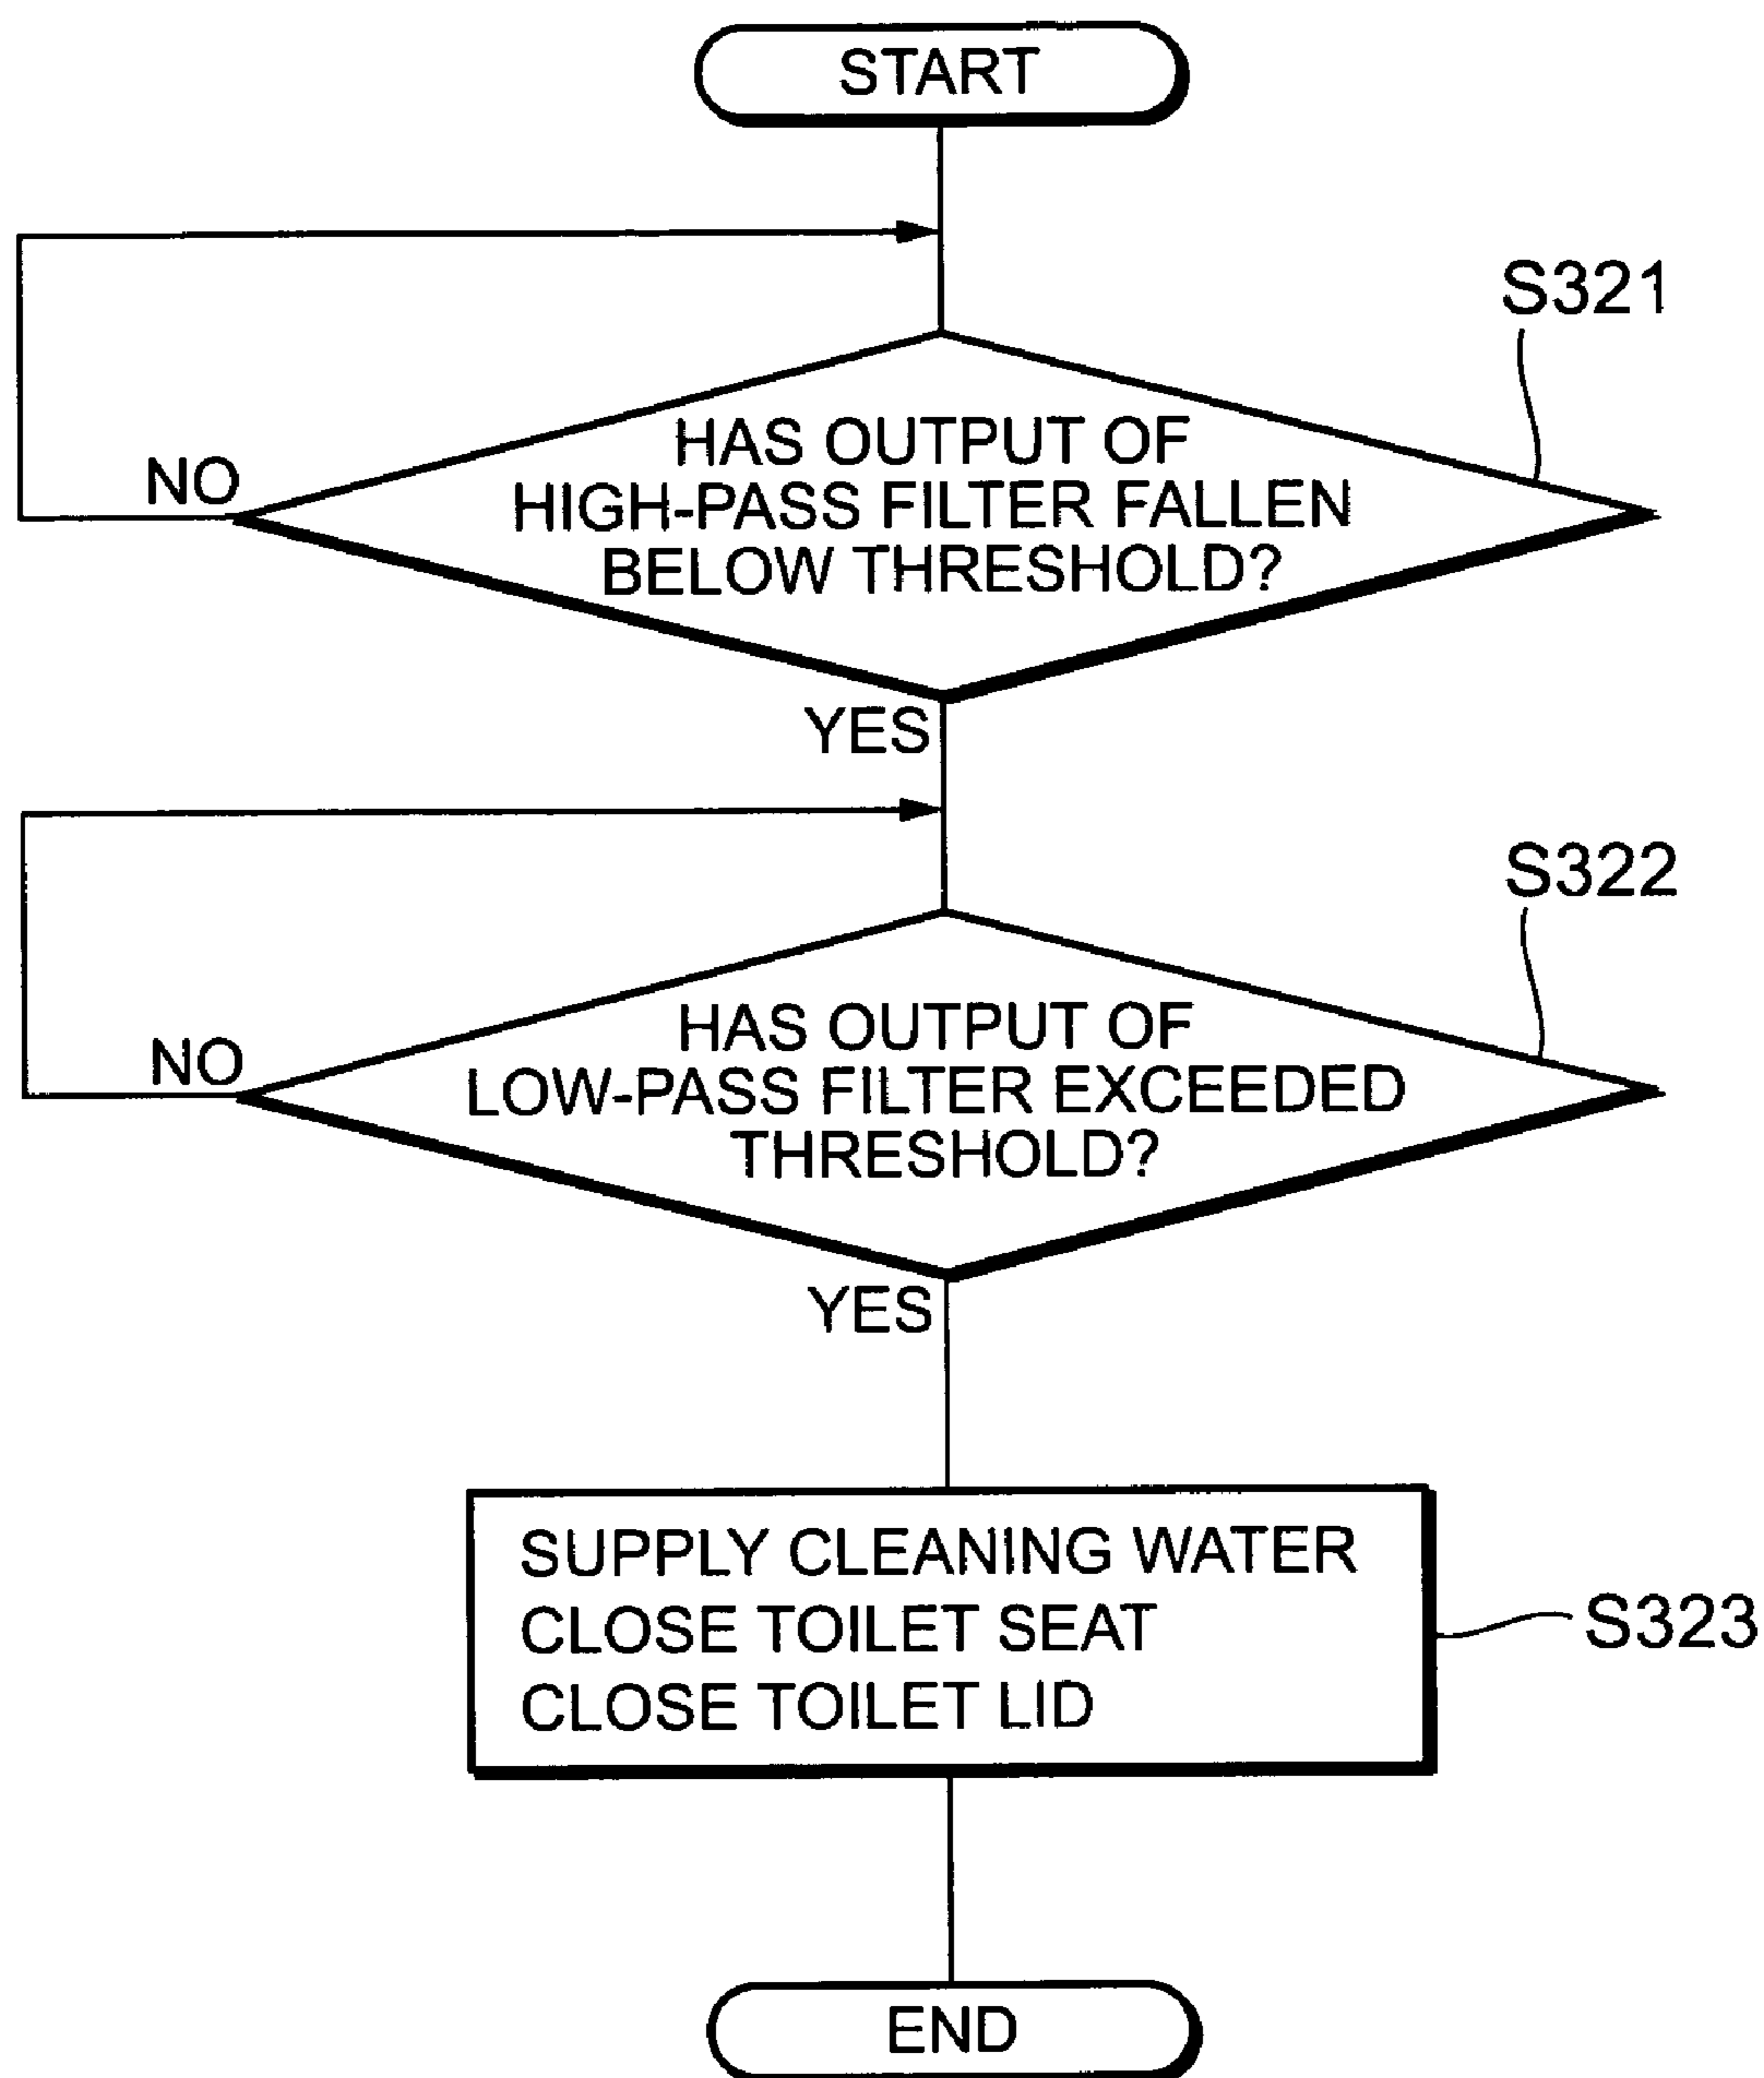 START
S321
HAS OUTPUT OF
HIGH-PASS FILTER FALLEN
BELOW THRESHOLD?
NO
YES
S322
HAS OUTPUT OF
LOW-PASS FILTER EXCEEDED
THRESHOLD?
NO
YES
SUPPLY CLEANING WATER
CLOSE TOILET SEAT
CLOSE TOILET LID
S323
END